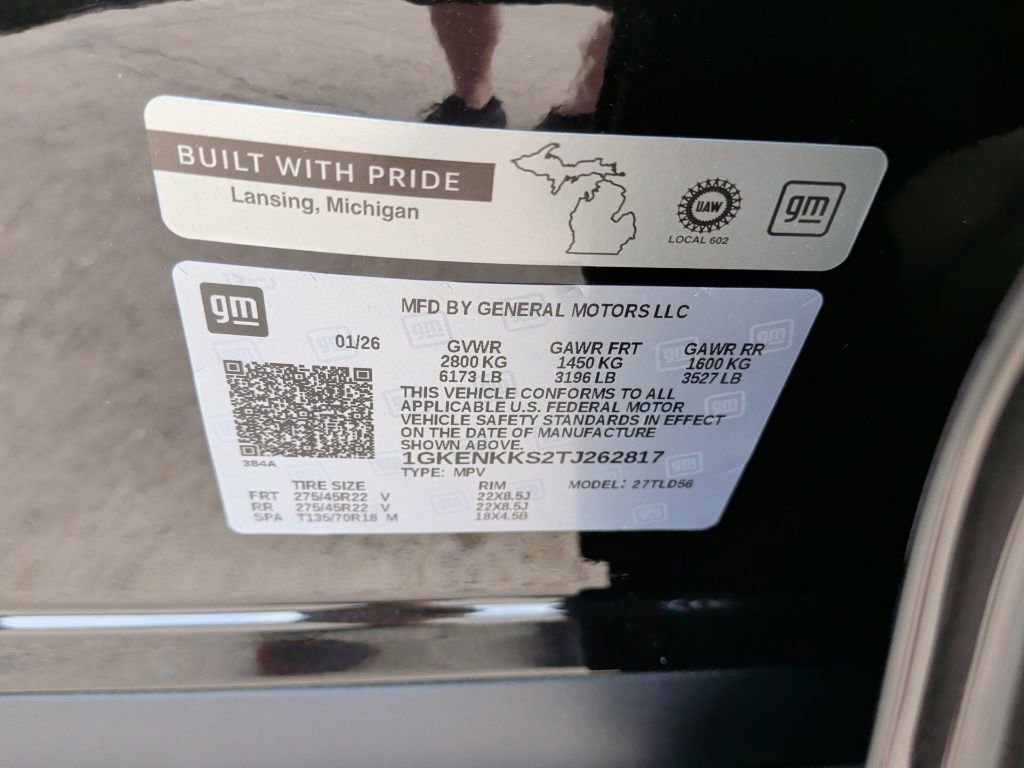 BUILT WITH PRIDE
Lansing, Michigan
UAW
LOCAL 602
gm
gm
MFD BY GENERAL MOTORS LLC
01/26
GVWR GAWR FRT GAWR RR
2800 KG 1450 KG 1600 KG
6173 LB 3196 LB 3527 LB
THIS VEHICLE CONFORMS TO ALL
APPLICABLE U.S. FEDERAL MOTOR
VEHICLE SAFETY STANDARDS IN EFFECT
ON THE DATE OF MANUFACTURE
SHOWN ABOVE.
384A
1GKENKKS2TJ262817
TYPE: MPV
TIRE SIZE RIM MODEL: 27TLD56
FRT 275/45R22 V 22X8.5J
RR 275/45R22 V 22X8.5J
SPA T135/70R18 M 18X4.5B